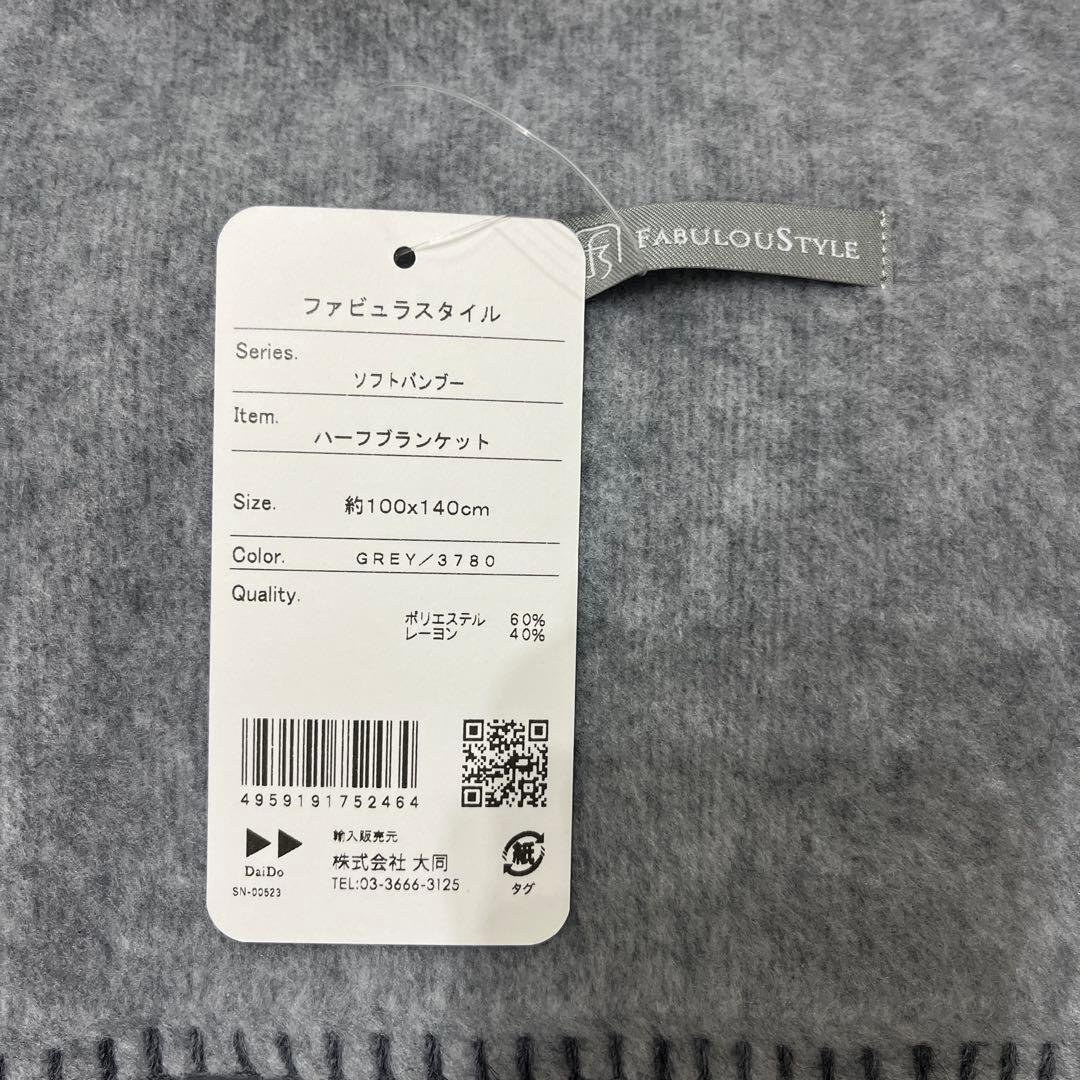 FABULOUSTYLE
ファビュラスタイル
Series.
ソフトバンブー
Item.
ハーフブランケット
Size. 約100x140cm
Color. GREY/3780
Quality.
ポリエステル 60%
レーヨン 40%
4959191752464
輸入販売元
株式会社 大同
TEL:03-3666-3125
DaiDo
SN-00523
紙
タグ